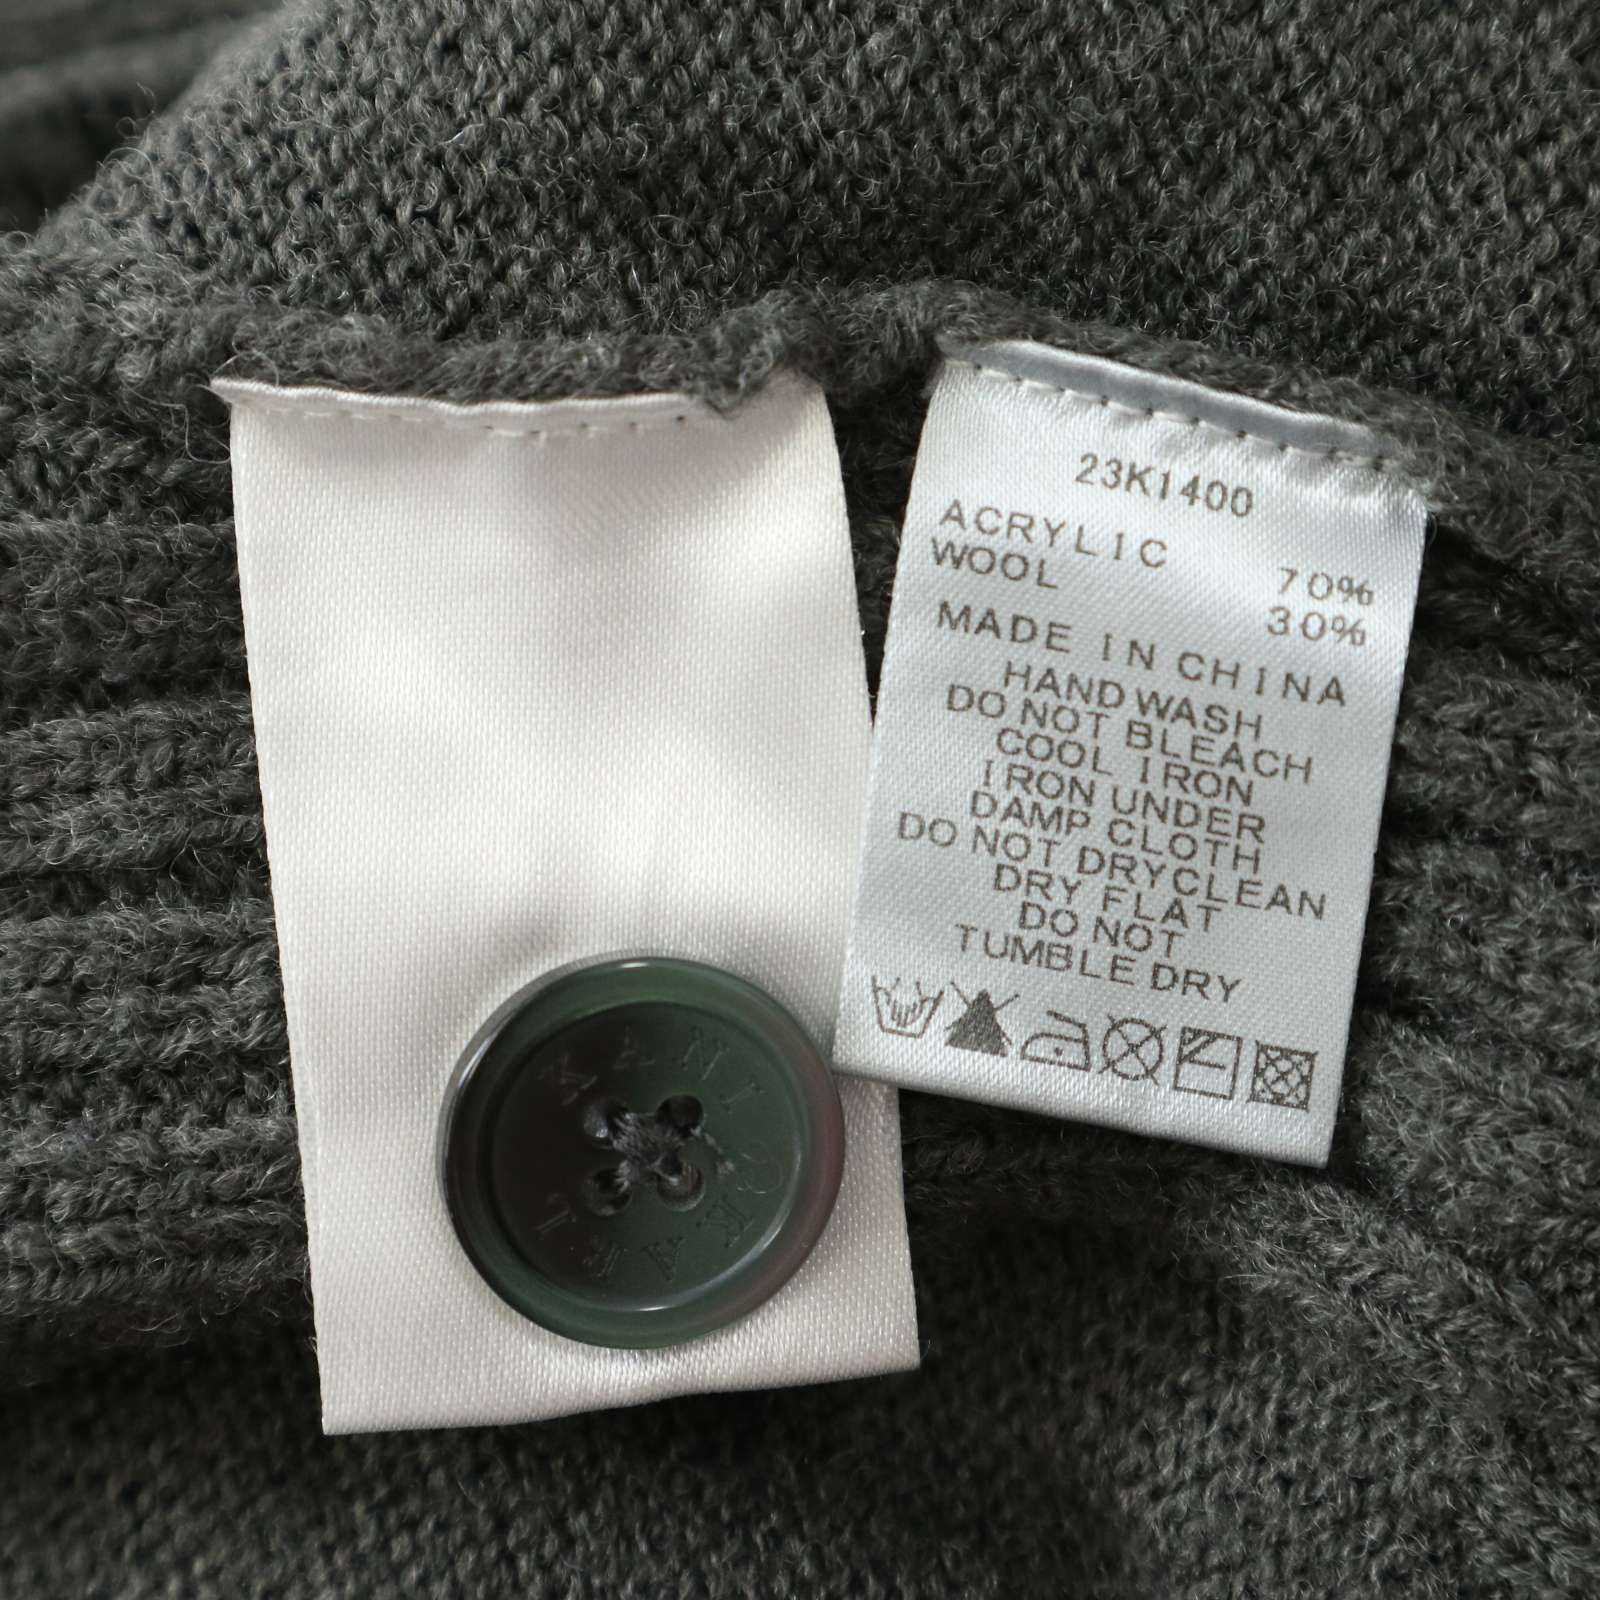 23K1400
ACRYLIC 70%
WOOL 30%
MADE IN CHINA
HAND WASH
DO NOT BLEACH
COOL IRON
IRON UNDER
DAMP CLOTH
DO NOT DRYCLEAN
DRY FLAT
DO NOT
TUMBLE DRY